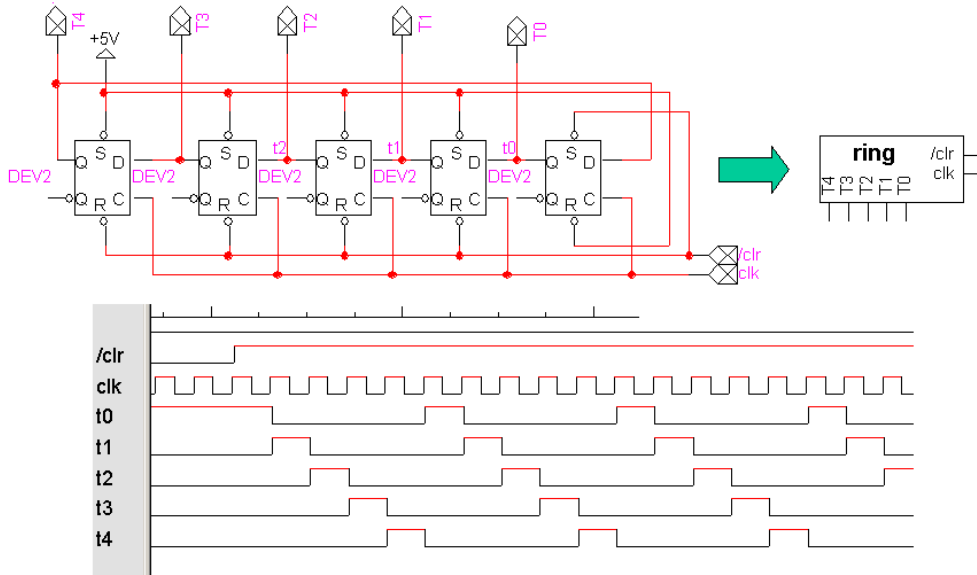 T4 T3 T2 T1 T0
+5V
t2 t1 t0
S D S D S D S D S D
Q Q Q Q Q
DEV2 DEV2 DEV2 DEV2 DEV2
Q R C Q R C Q R C Q R C Q R C
/clr
clk
ring
/clr
clk
T4 T3 T2 T1 T0
/clr
clk
t0
t1
t2
t3
t4